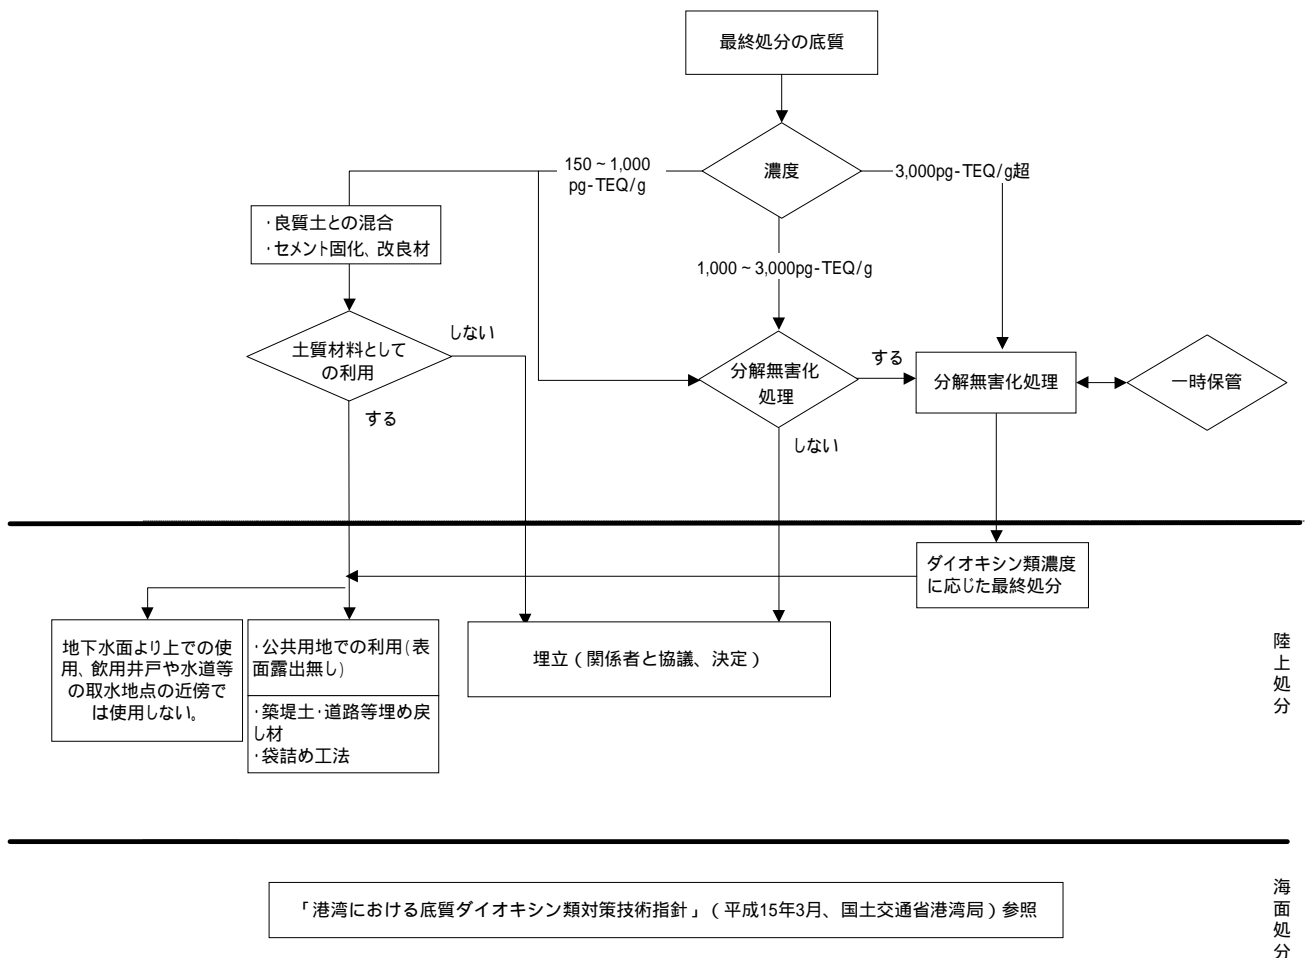 最終処分の底質
濃度
150~1,000
pg-TEQ/g
3,000pg-TEQ/g超
・良質土との混合
・セメント固化、改良材
1,000~3,000pg-TEQ/g
土質材料として
の利用
しない
する
分解無害化
処理
する
しない
分解無害化処理
一時保管
ダイオキシン類濃度
に応じた最終処分
地下水面より上での使
用、飲用井戸や水道等
の取水地点の近傍で
は使用しない。
・公共用地での利用(表
面露出無し)
・築堤土・道路等埋め戻
し材
・袋詰め工法
埋立(関係者と協議、決定)
陸上処分
「港湾における底質ダイオキシン類対策技術指針」(平成15年3月、国土交通省港湾局)参照
海面処分